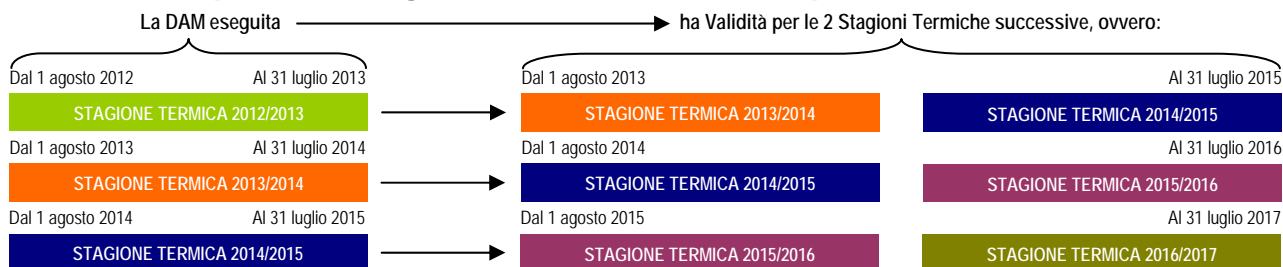 La DAM eseguita ha Validità per le 2 Stagioni Termiche successive, ovvero:
Dal 1 agosto 2012 Al 31 luglio 2013 Dal 1 agosto 2013 Al 31 luglio 2015
STAGIONE TERMICA 2012/2013 STAGIONE TERMICA 2013/2014 STAGIONE TERMICA 2014/2015
Dal 1 agosto 2013 Al 31 luglio 2014 Dal 1 agosto 2014 Al 31 luglio 2016
STAGIONE TERMICA 2013/2014 STAGIONE TERMICA 2014/2015 STAGIONE TERMICA 2015/2016
Dal 1 agosto 2014 Al 31 luglio 2015 Dal 1 agosto 2015 Al 31 luglio 2017
STAGIONE TERMICA 2014/2015 STAGIONE TERMICA 2015/2016 STAGIONE TERMICA 2016/2017